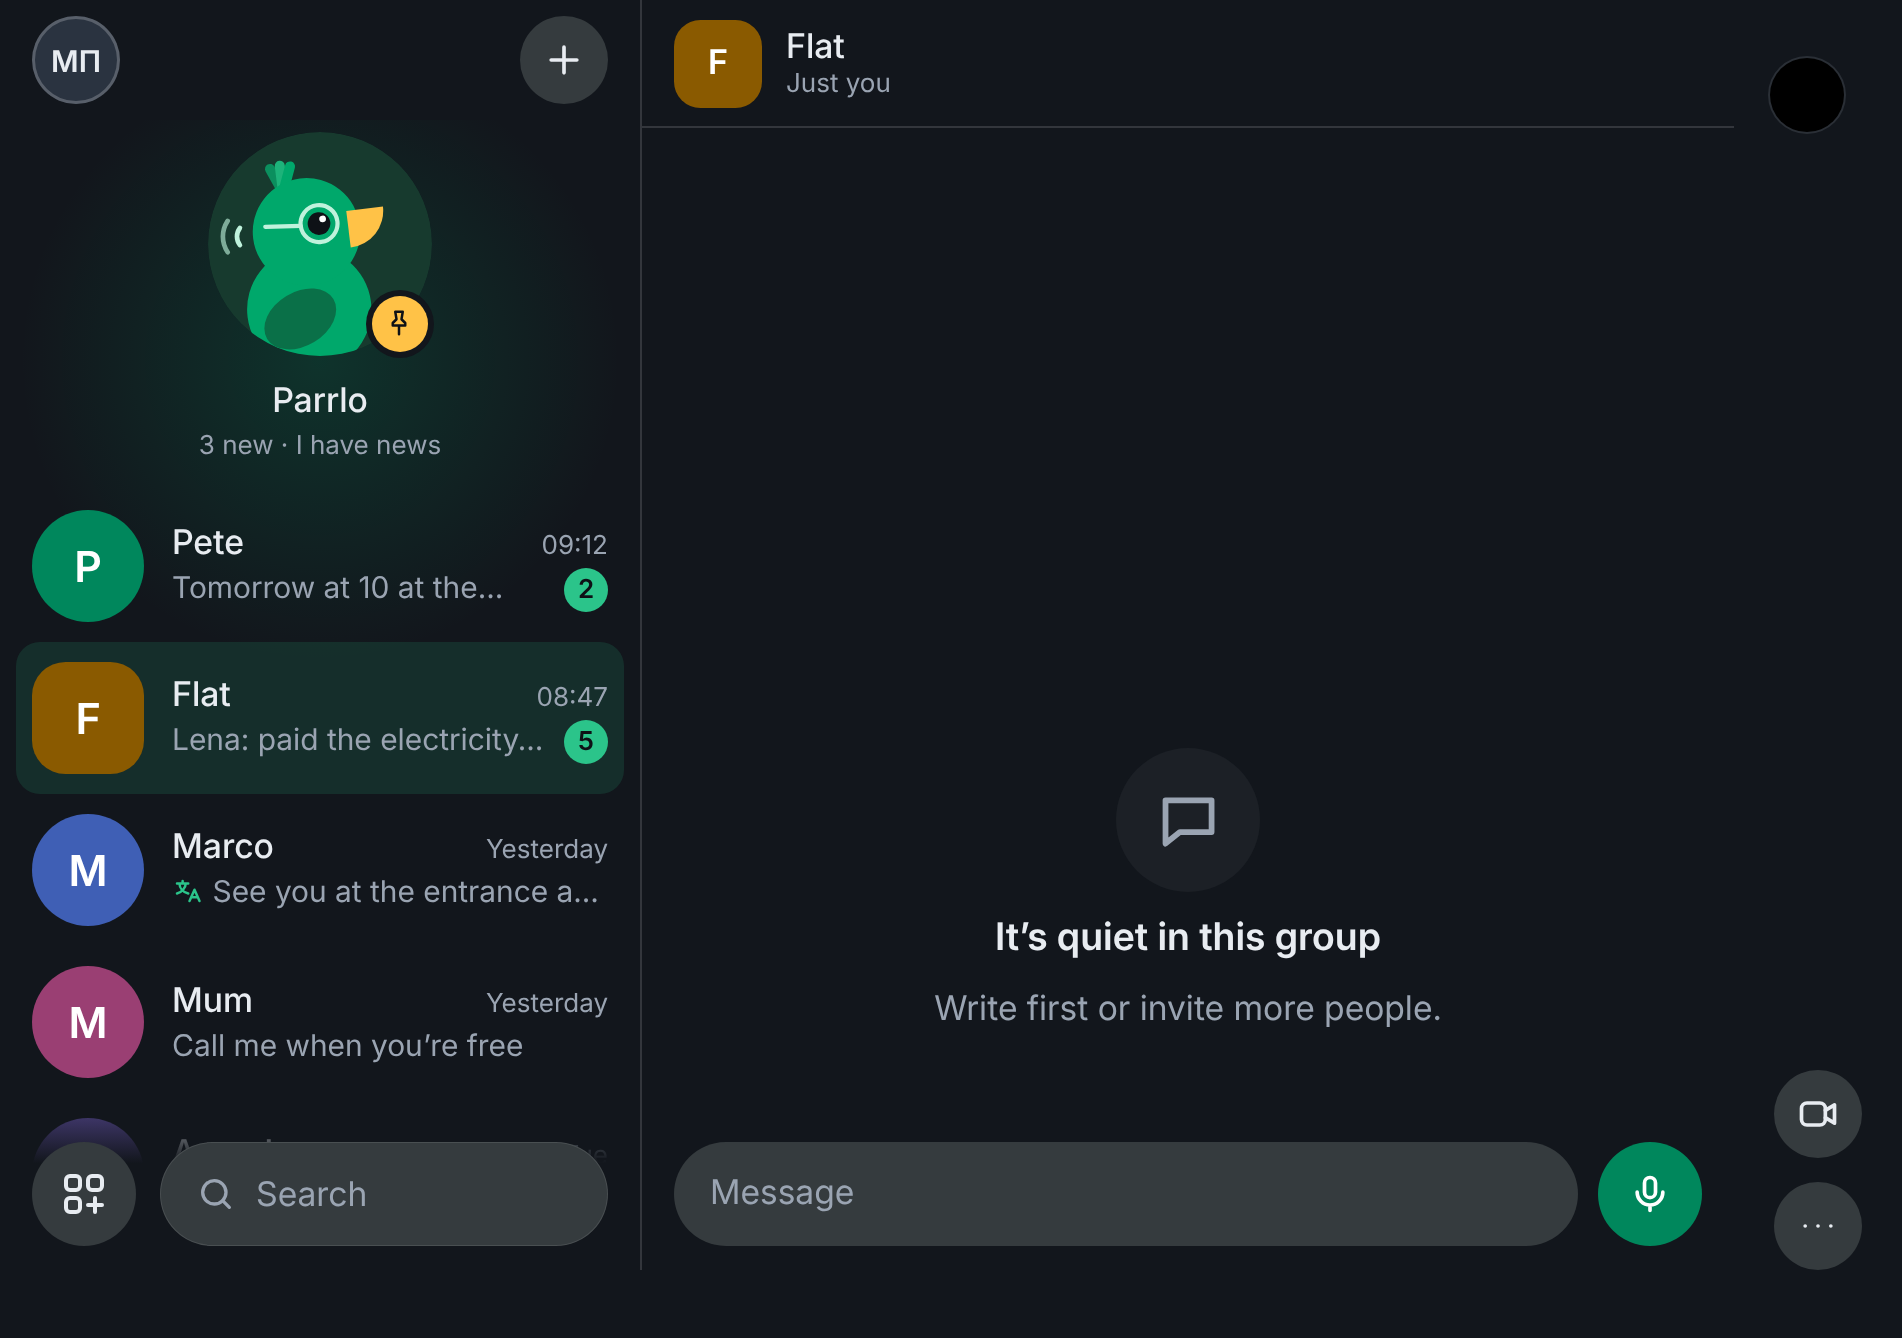 МП
Parrlo
3 new · I have news
P
Pete
09:12
Tomorrow at 10 at the...
2
F
Flat
08:47
Lena: paid the electricity...
5
M
Marco
Yesterday
See you at the entrance a...
M
Mum
Yesterday
Call me when you’re free
Search
F
Flat
Just you
It’s quiet in this group
Write first or invite more people.
Message